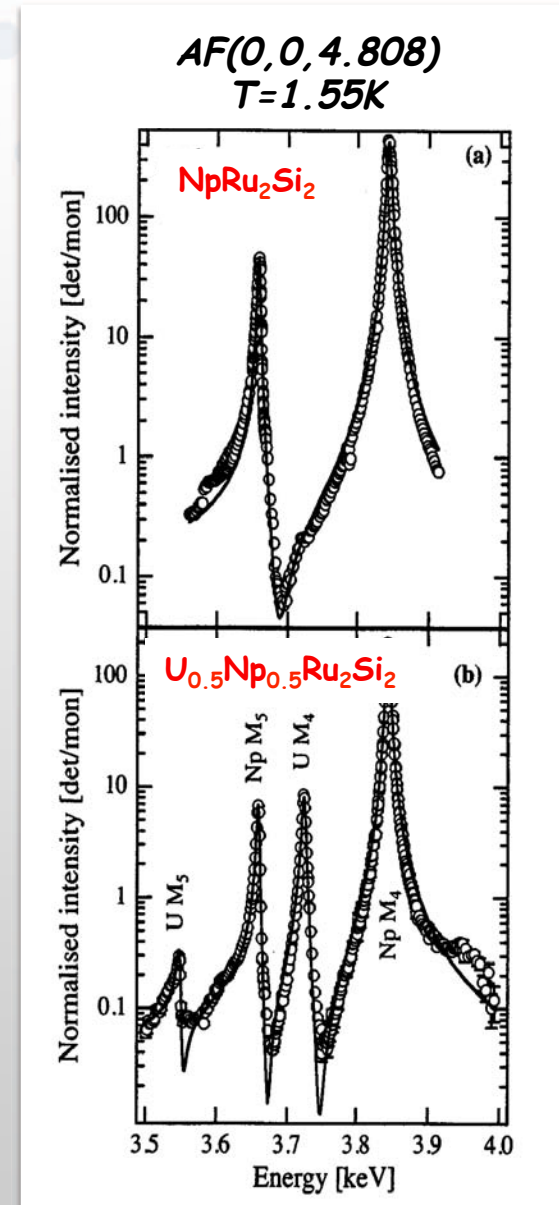 AF(0,0,4.808)
T=1.55K
(a)
NpRu₂Si₂
Normalised intensity [det/mon]
100
10
1
0.1
U₀.₅Np₀.₅Ru₂Si₂
(b)
Normalised intensity [det/mon]
100
10
1
0.1
U M₅
Np M₅
U M₄
Np M₄
3.5 3.6 3.7 3.8 3.9 4.0
Energy [keV]